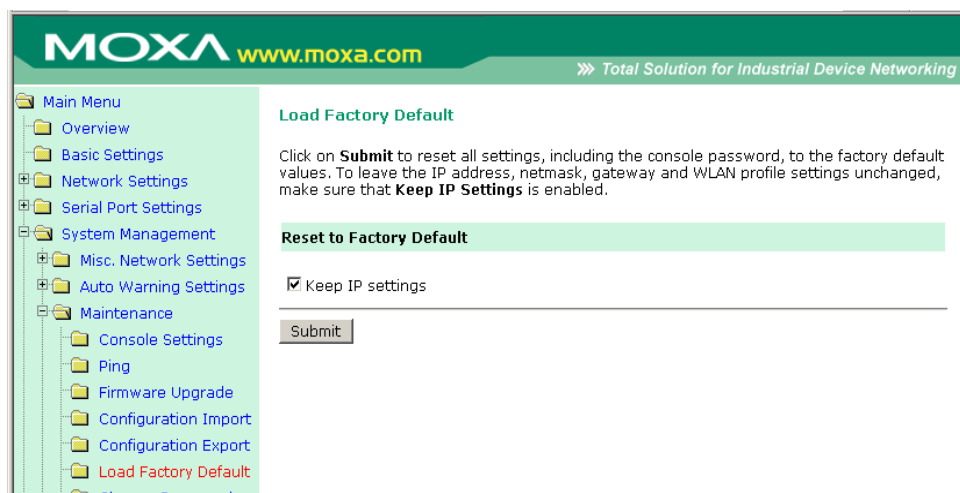 MOXA www.moxa.com
Total Solution for Industrial Device Networking
Main Menu
Overview
Basic Settings
Network Settings
Serial Port Settings
System Management
Misc. Network Settings
Auto Warning Settings
Maintenance
Console Settings
Ping
Firmware Upgrade
Configuration Import
Configuration Export
Load Factory Default
Load Factory Default
Click on Submit to reset all settings, including the console password, to the factory default
values. To leave the IP address, netmask, gateway and WLAN profile settings unchanged,
make sure that Keep IP Settings is enabled.
Reset to Factory Default
Keep IP settings
Submit